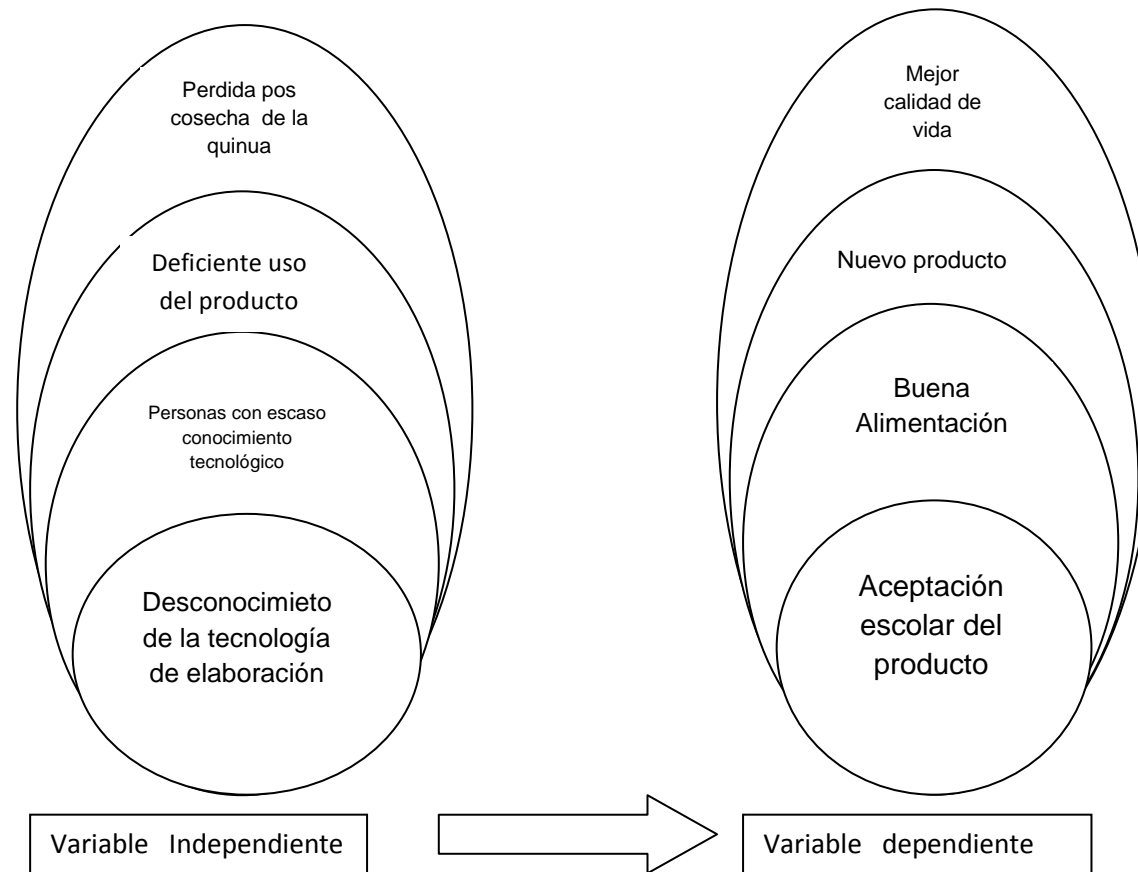 Perdida pos
cosecha de la
quinua
Deficiente uso
del producto
Personas con escaso
conocimiento
tecnológico
Desconocimieto
de la tecnología
de elaboración
Variable Independiente
Mejor
calidad de
vida
Nuevo producto
Buena
Alimentación
Aceptación
escolar del
producto
Variable dependiente